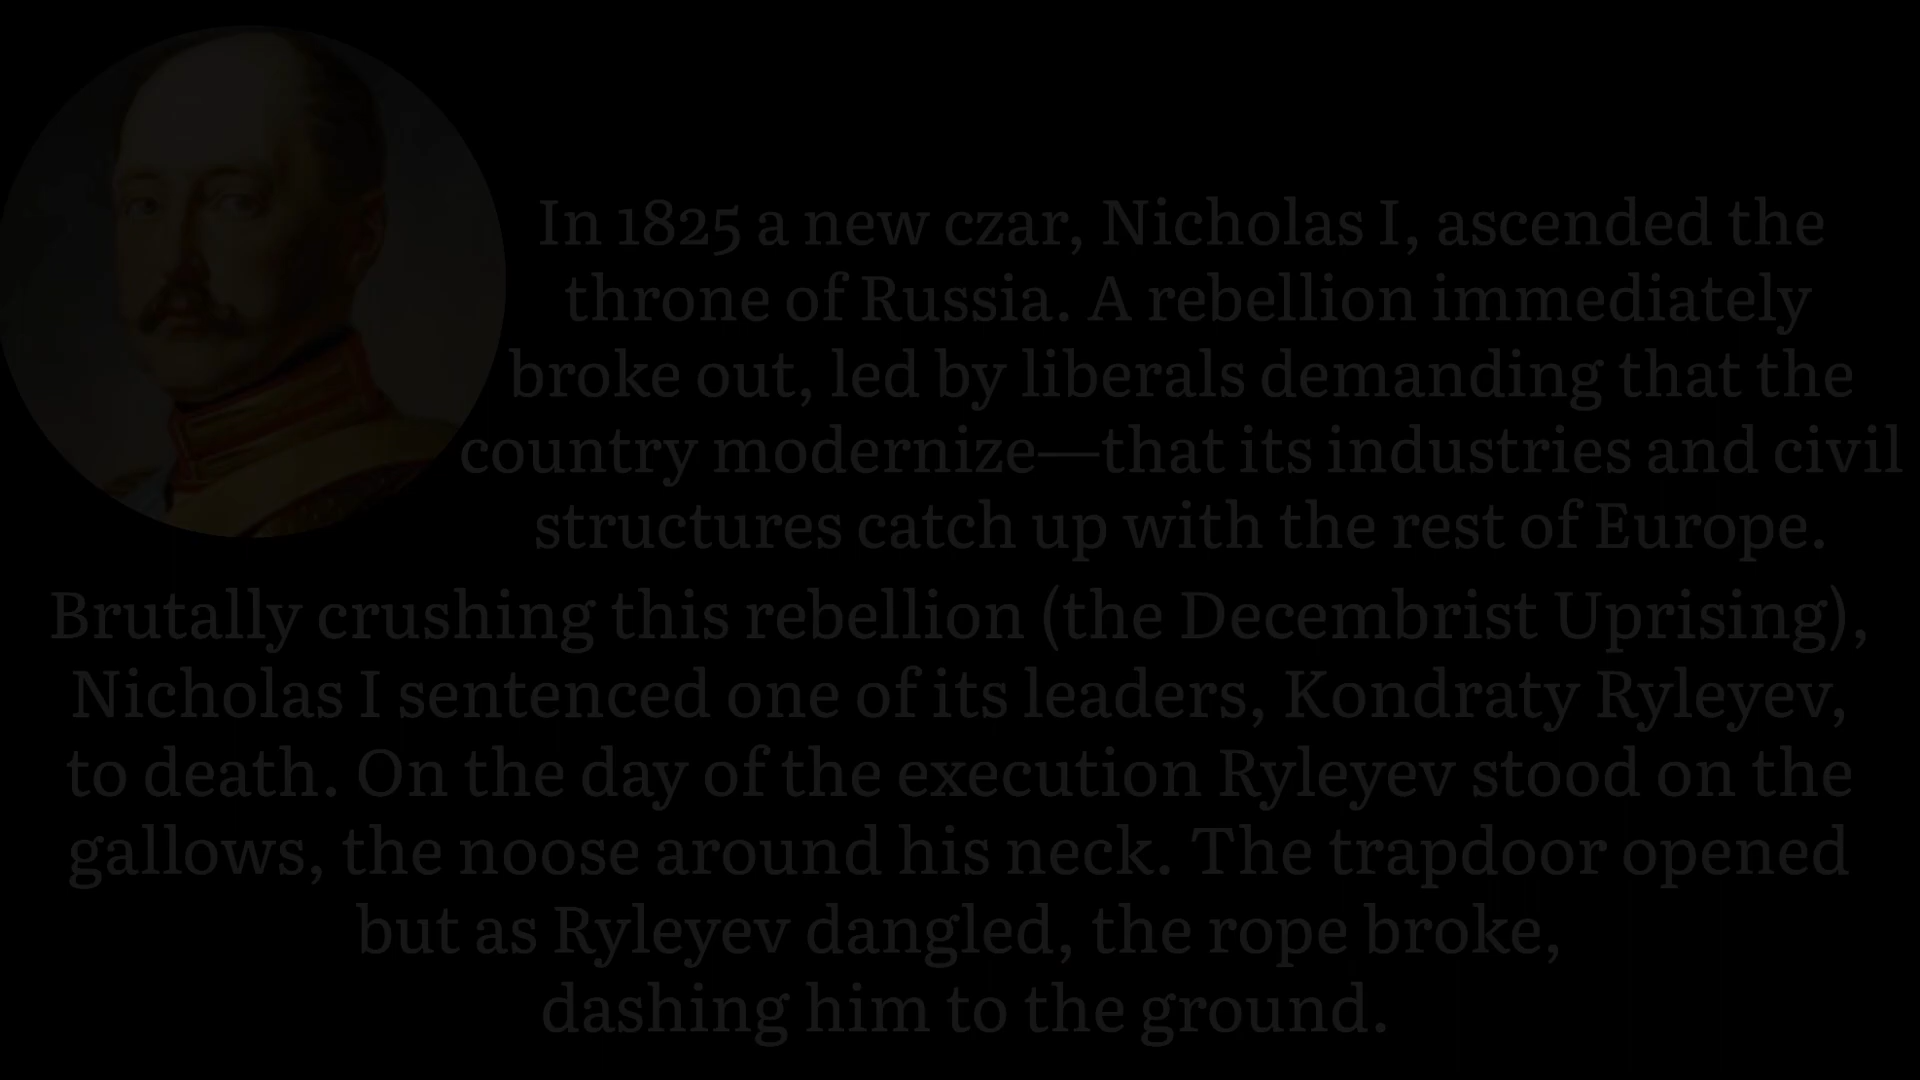 In 1825 a new czar, Nicholas I, ascended the
throne of Russia. A rebellion immediately
broke out, led by liberals demanding that the
country modernize—that its industries and civil
structures catch up with the rest of Europe.
Brutally crushing this rebellion (the Decembrist Uprising),
Nicholas I sentenced one of its leaders, Kondraty Ryleyev,
to death. On the day of the execution Ryleyev stood on the
gallows, the noose around his neck. The trapdoor opened
but as Ryleyev dangled, the rope broke,
dashing him to the ground.